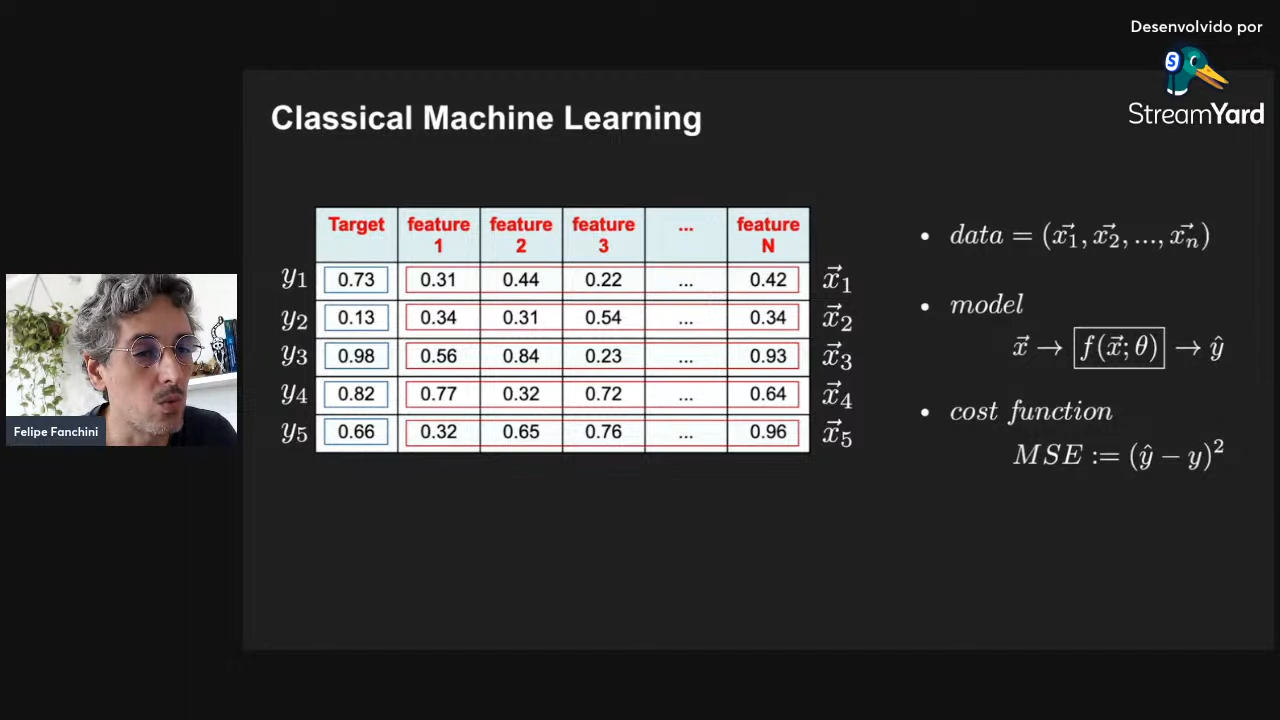 Desenvolvido por
StreamYard
Classical Machine Learning
Target feature 1 feature 2 feature 3 ... feature N
y₁ 0.73 0.31 0.44 0.22 ... 0.42 x⃗₁
y₂ 0.13 0.34 0.31 0.54 ... 0.34 x⃗₂
y₃ 0.98 0.56 0.84 0.23 ... 0.93 x⃗₃
y₄ 0.82 0.77 0.32 0.72 ... 0.64 x⃗₄
y₅ 0.66 0.32 0.65 0.76 ... 0.96 x⃗₅
• data = (x⃗₁, x⃗₂, ..., x⃗ₙ)
• model
x⃗ → f(x⃗; θ) → ŷ
• cost function
MSE := (ŷ − y)²
Felipe Fanchini